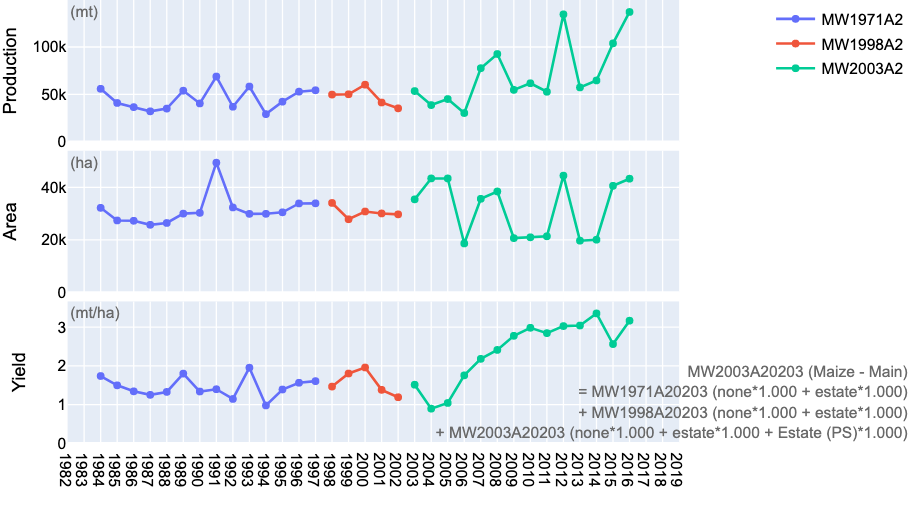 (mt)
Production
100k
50k
0
MW1971A2
MW1998A2
MW2003A2
(ha)
Area
40k
20k
0
(mt/ha)
Yield
3
2
1
0
MW2003A20203 (Maize - Main)
= MW1971A20203 (none*1.000 + estate*1.000)
+ MW1998A20203 (none*1.000 + estate*1.000)
+ MW2003A20203 (none*1.000 + estate*1.000 + Estate (PS)*1.000)
1982 1983 1984 1985 1986 1987 1988 1989 1990 1991 1992 1993 1994 1995 1996 1997 1998 1999 2000 2001 2002 2003 2004 2005 2006 2007 2008 2009 2010 2011 2012 2013 2014 2015 2016 2017 2018 2019